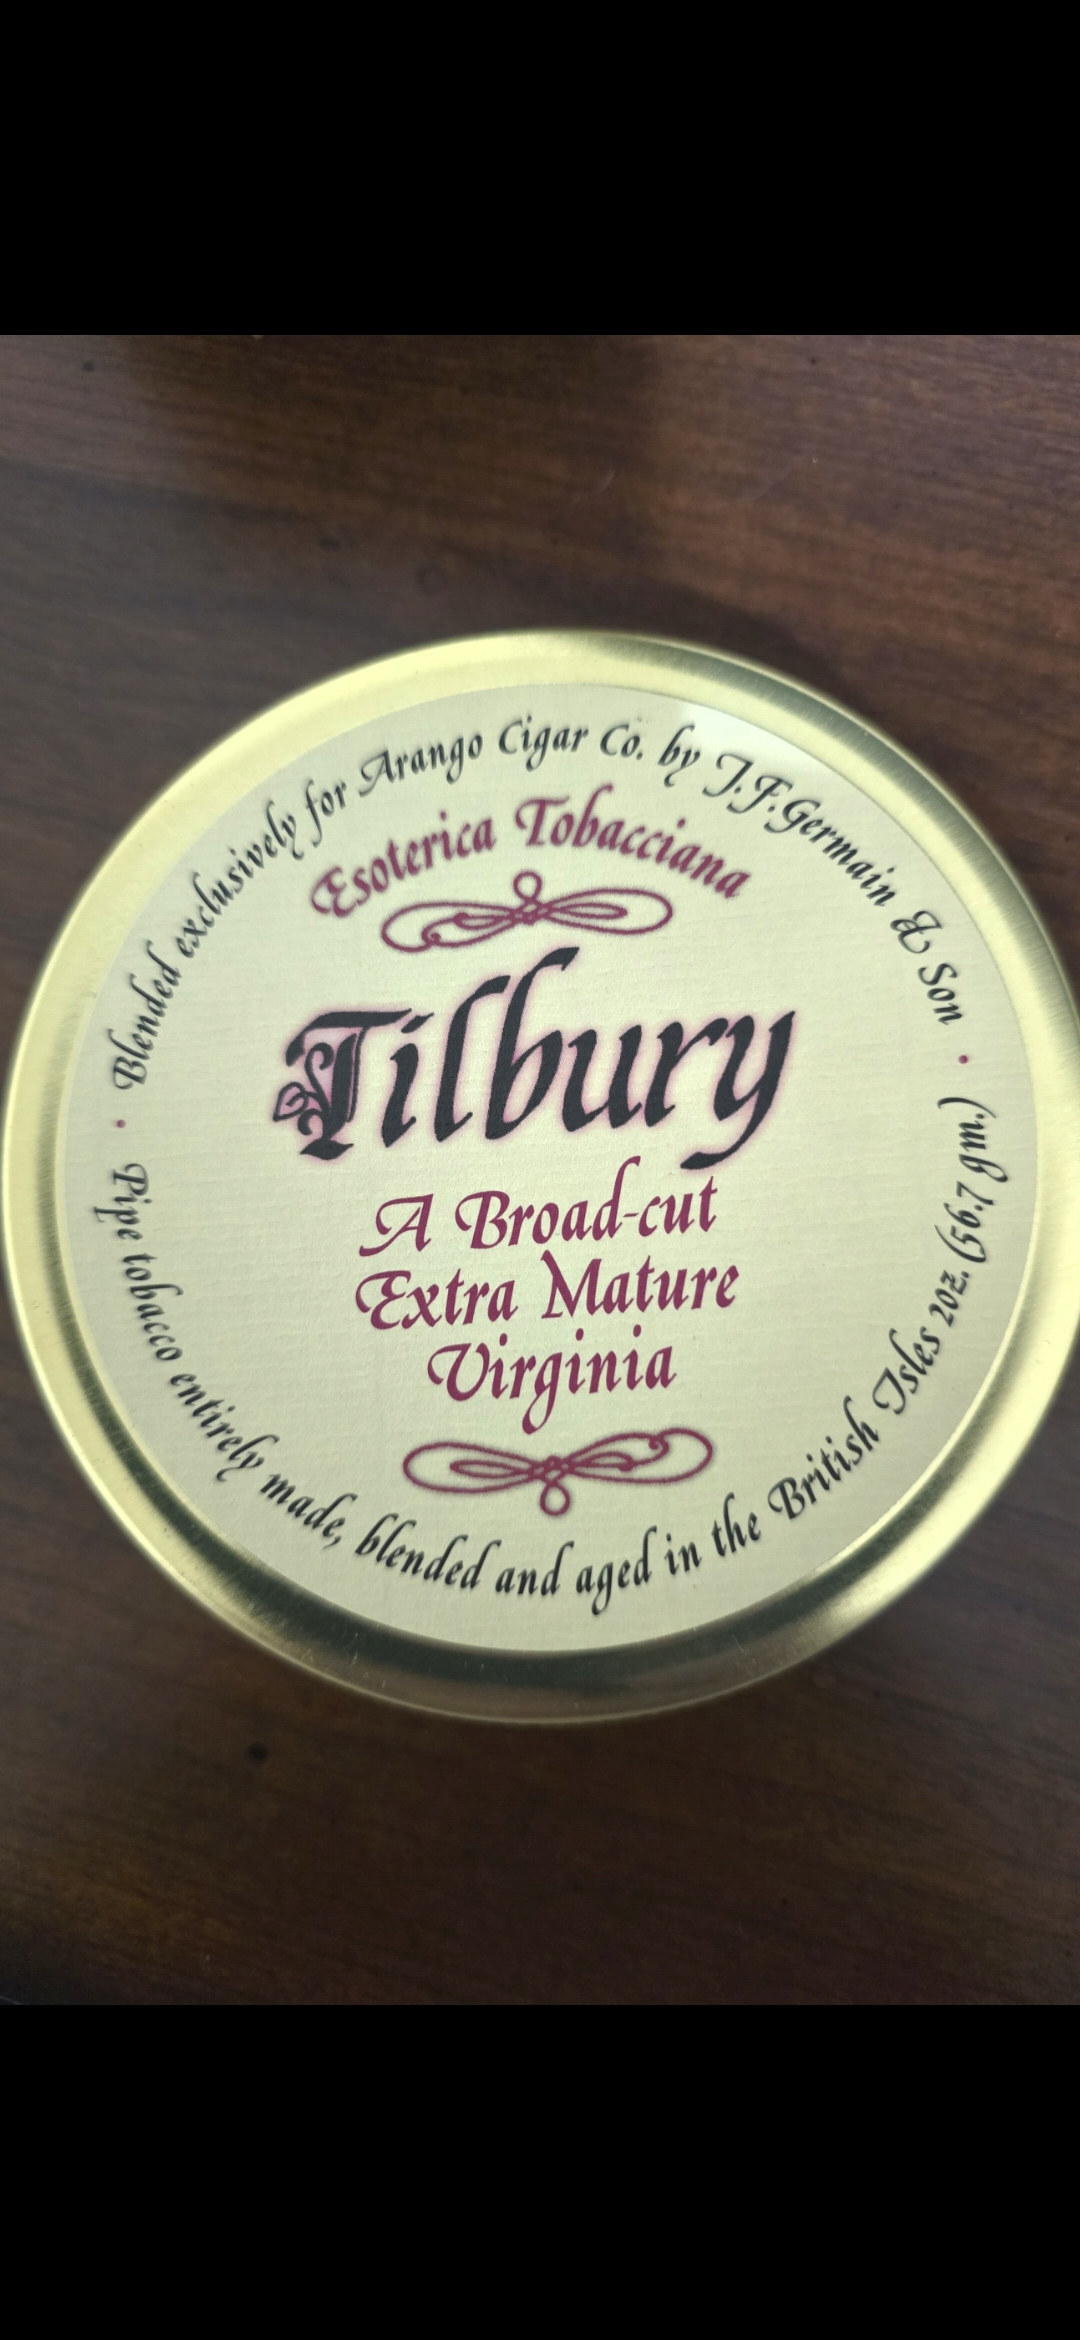 Blended exclusively for Arango Cigar Co. by J.F.Germain & Son
Esoterica Tobacciana
Tilbury
A Broad-cut
Extra Mature
Virginia
Pipe tobacco entirely made, blended and aged in the British Isles 2oz. (56.7 gm.)